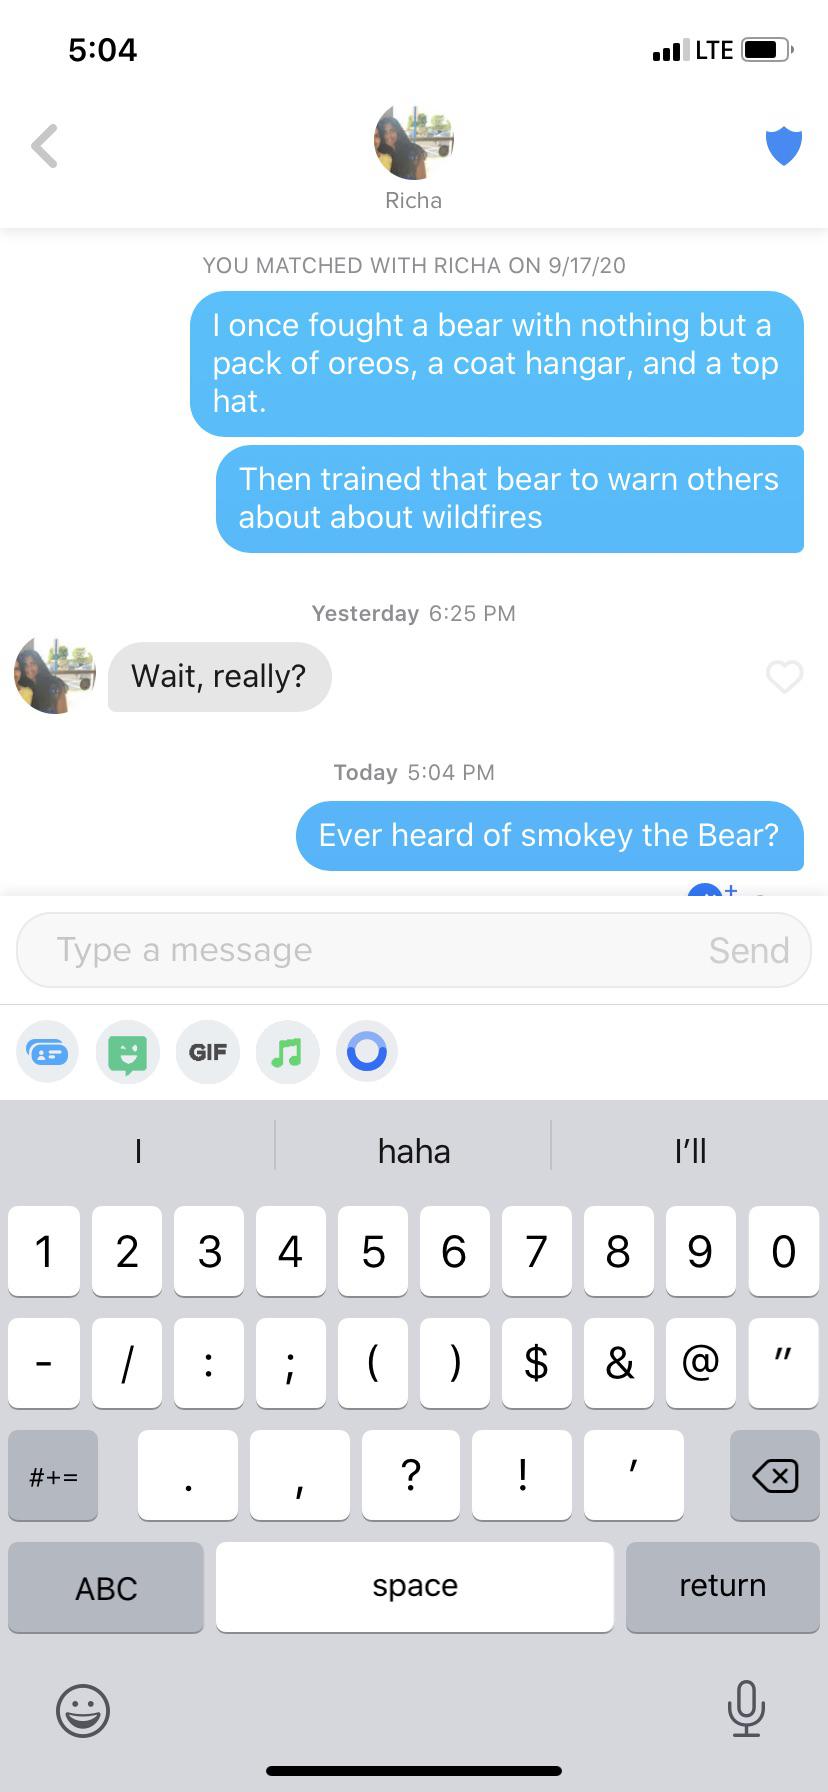 5:04
LTE
Richa
YOU MATCHED WITH RICHA ON 9/17/20
I once fought a bear with nothing but a
pack of oreos, a coat hangar, and a top
hat.
Then trained that bear to warn others
about about wildfires
Yesterday 6:25 PM
Wait, really?
Today 5:04 PM
Ever heard of smokey the Bear?
Type a message
Send
GIF
I
haha
I'll
1 2 3 4 5 6 7 8 9 0
- / : ; ( ) $ & @ "
#+= . , ? ! '
ABC space return